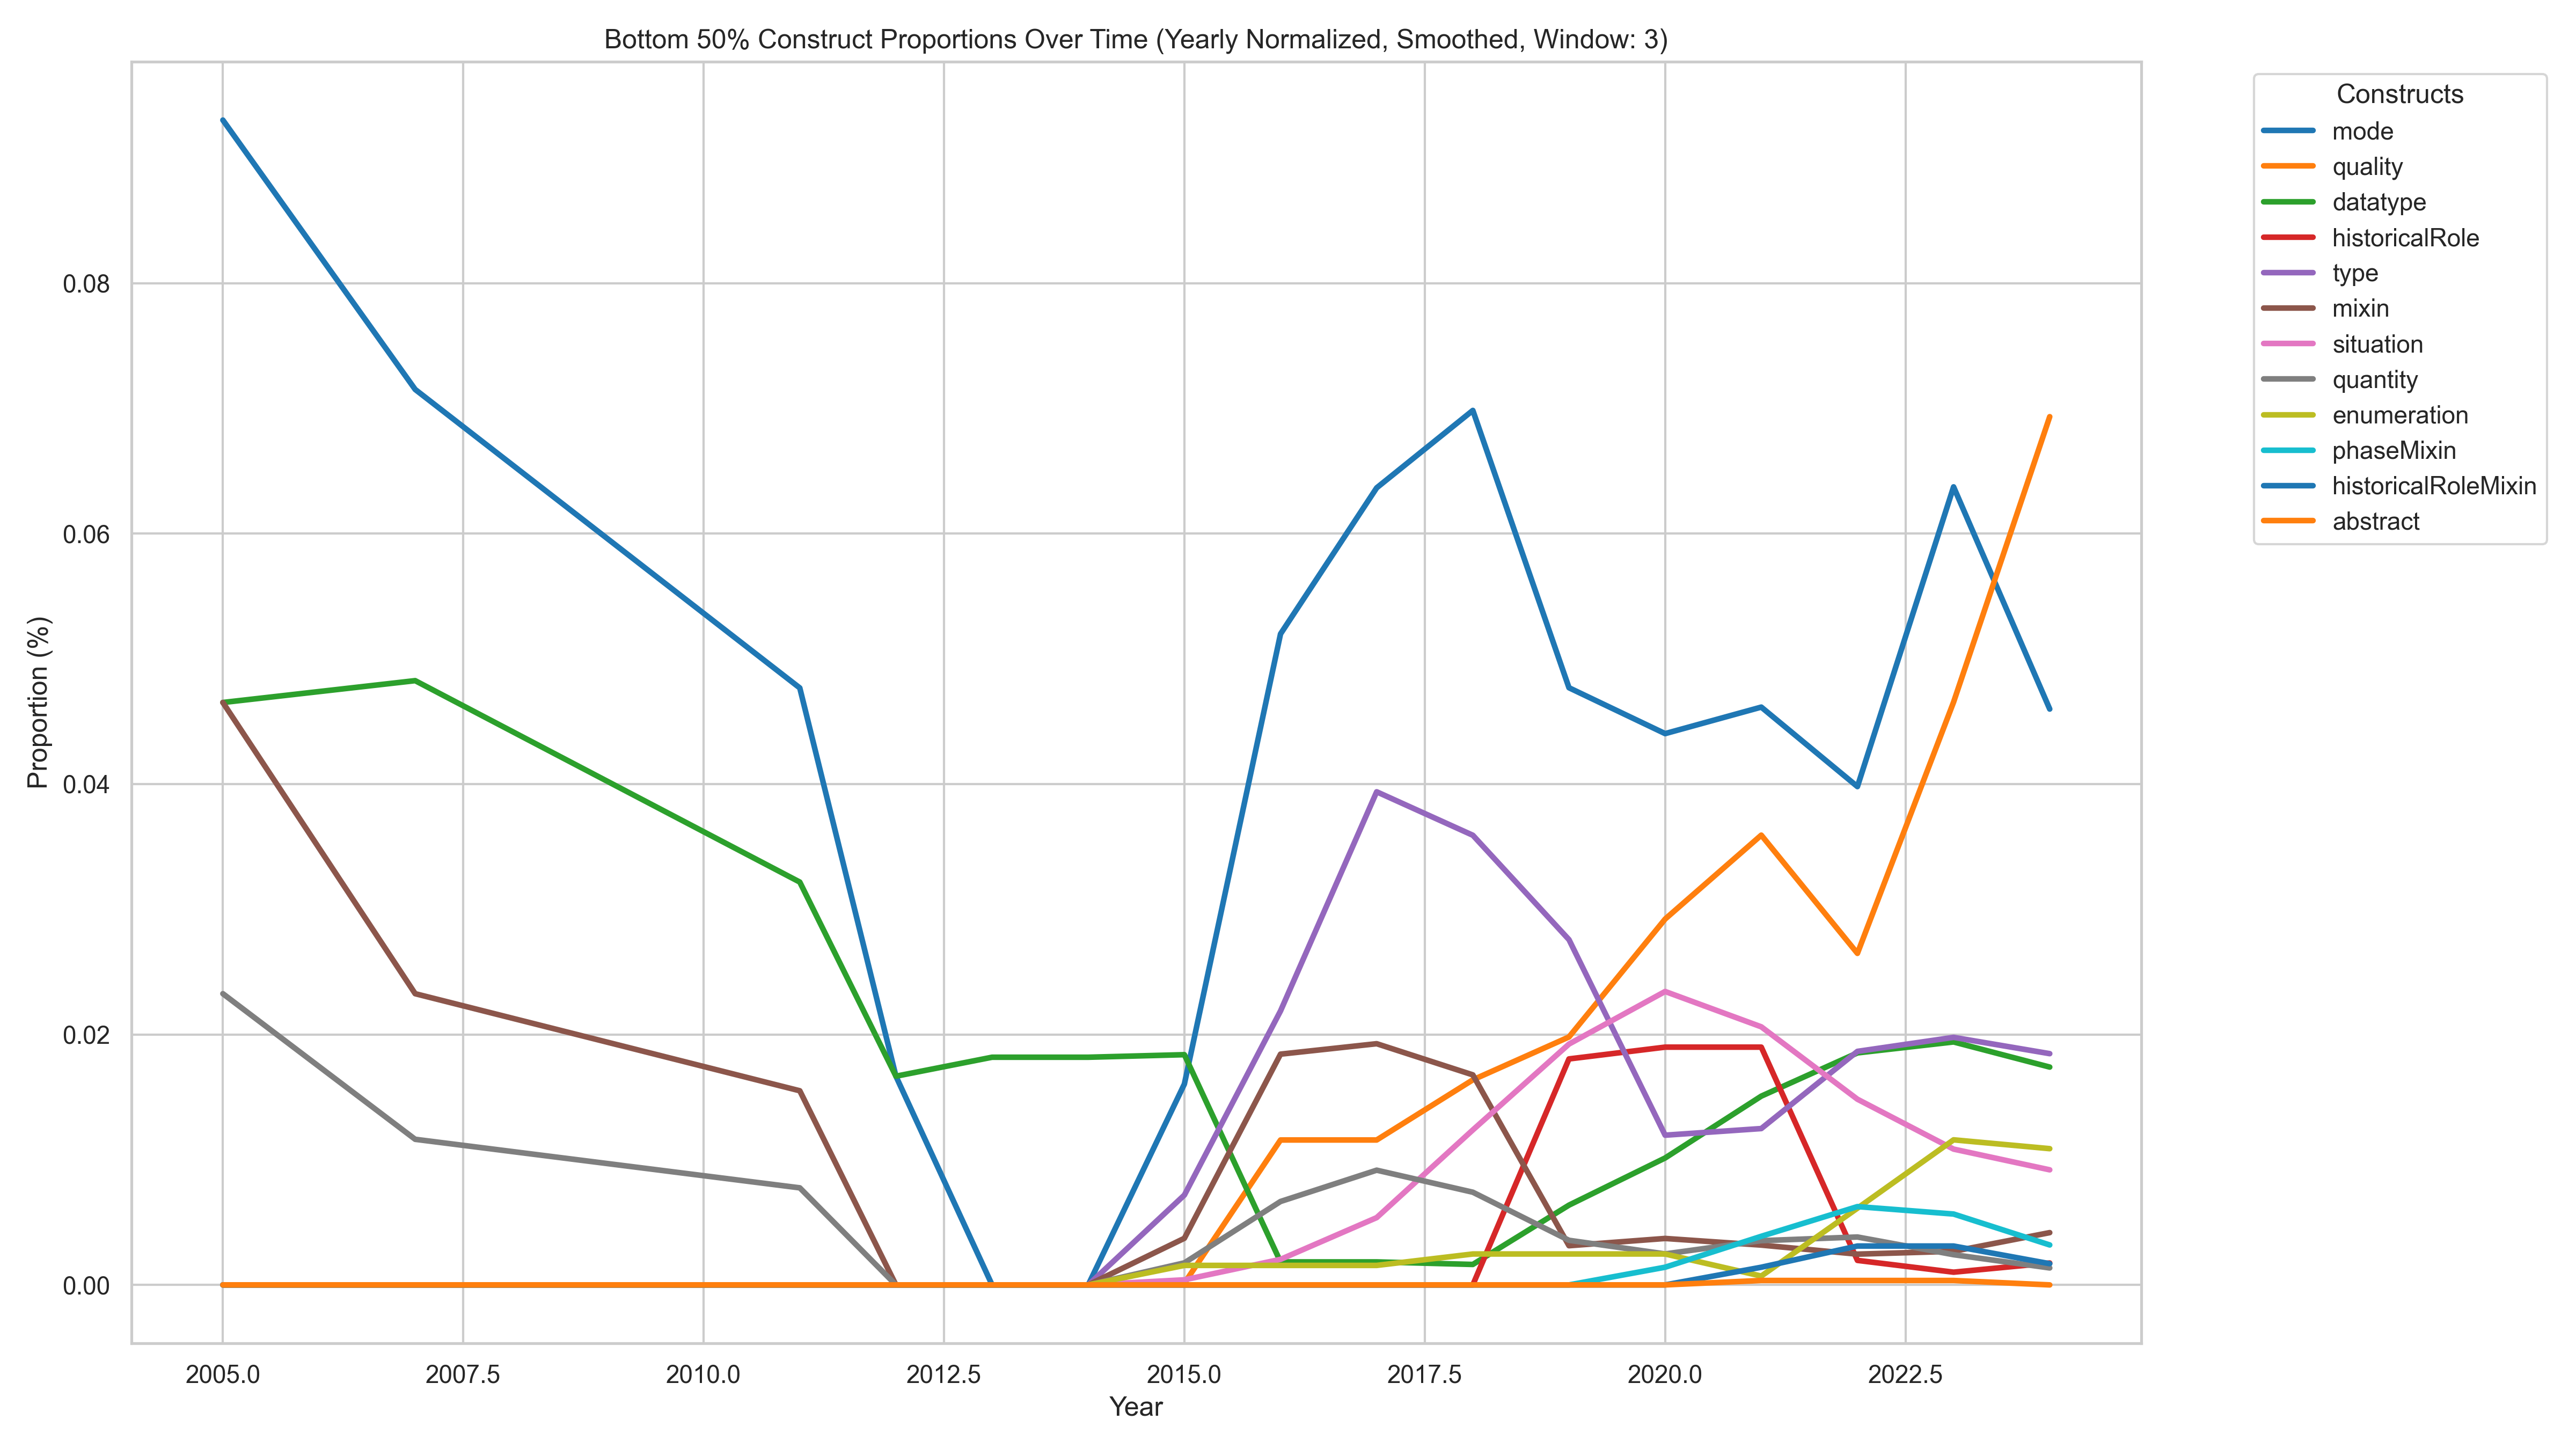 Bottom 50% Construct Proportions Over Time (Yearly Normalized, Smoothed, Window: 3)
Constructs
mode
quality
datatype
historicalRole
type
mixin
situation
quantity
enumeration
phaseMixin
historicalRoleMixin
abstract
Proportion (%)
0.08
0.06
0.04
0.02
0.00
2005.0 2007.5 2010.0 2012.5 2015.0 2017.5 2020.0 2022.5
Year